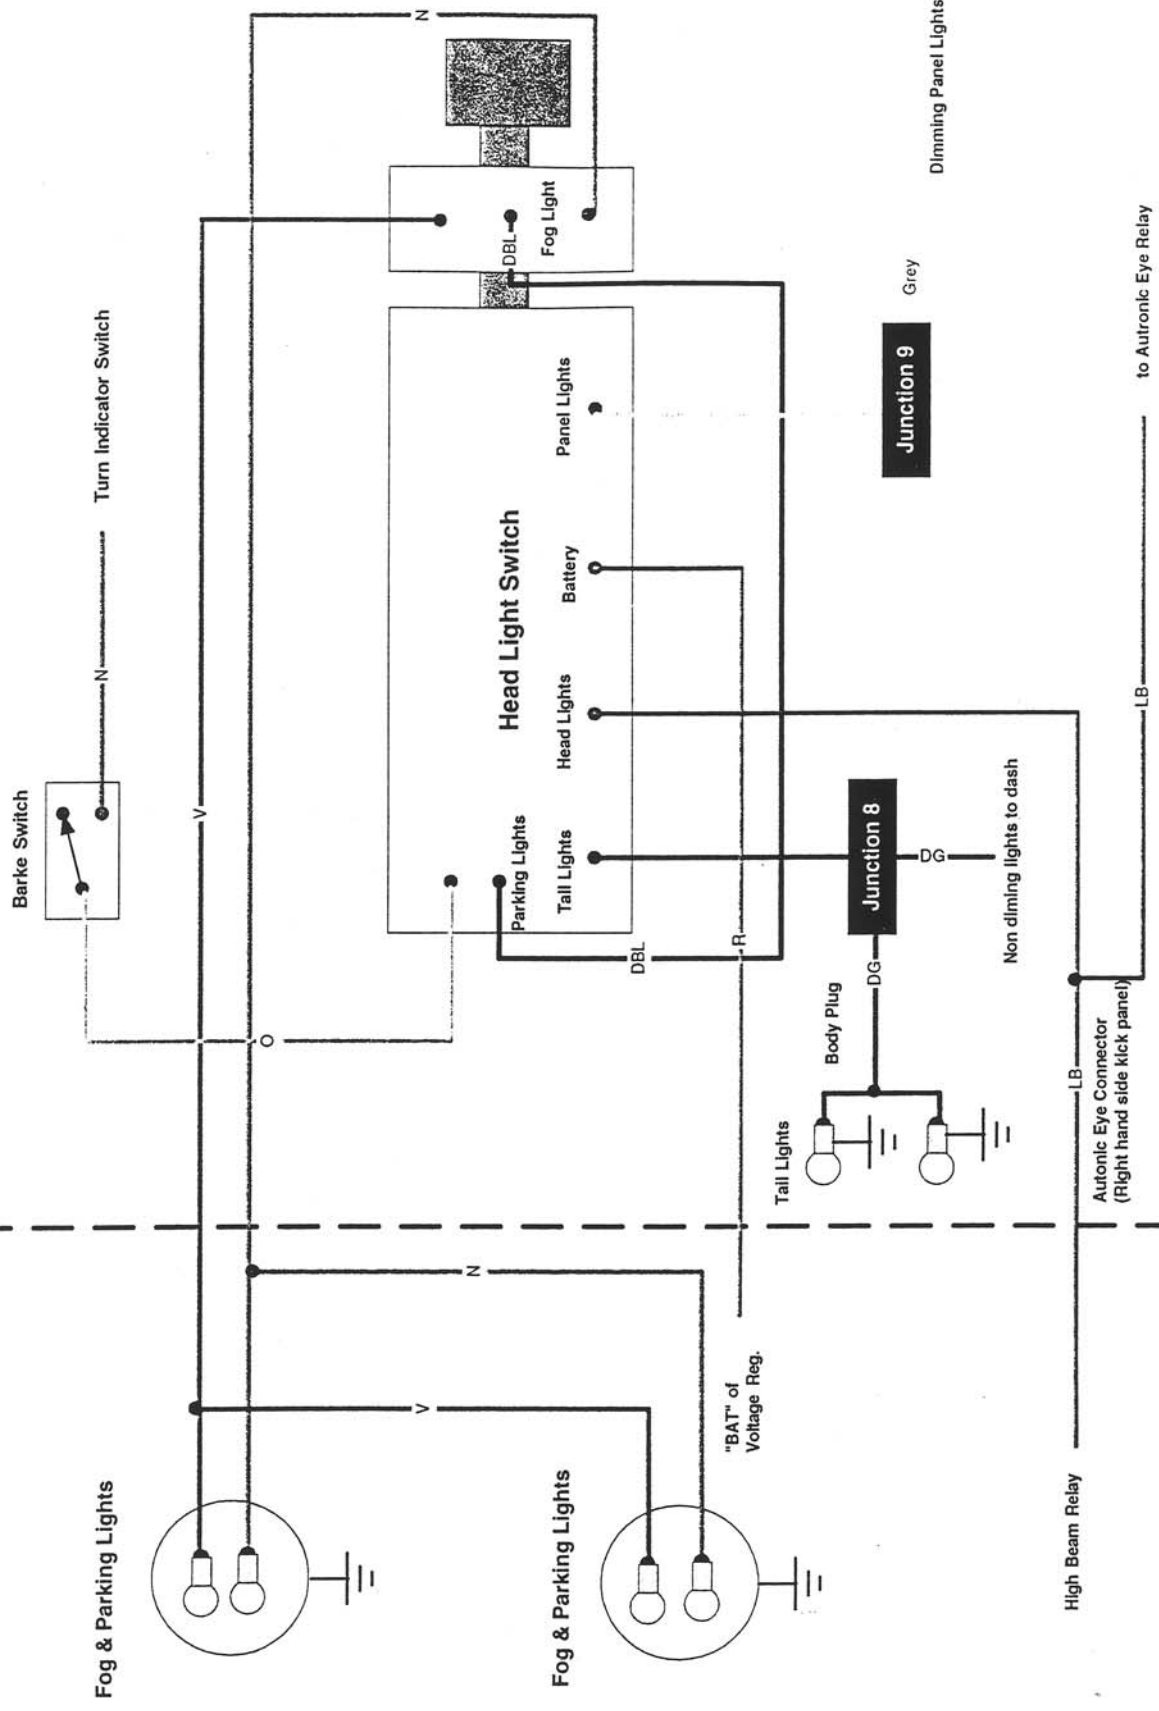 Fog & Parking Lights
Fog & Parking Lights
"BAT" of
Voltage Reg.
High Beam Relay
V
N
Barke Switch
N
Turn Indicator Switch
O
V
N
Head Light Switch
Parking Lights
Tail Lights
Head Lights
Battery
Panel Lights
Fog Light
DBL
DBL
R
Tail Lights
Body Plug
DG
Junction 8
DG
Non diming lights to dash
Junction 9
Grey
Dimming Panel Lights
LB
Autonic Eye Connector
(Right hand side kick panel)
LB
to Autronic Eye Relay